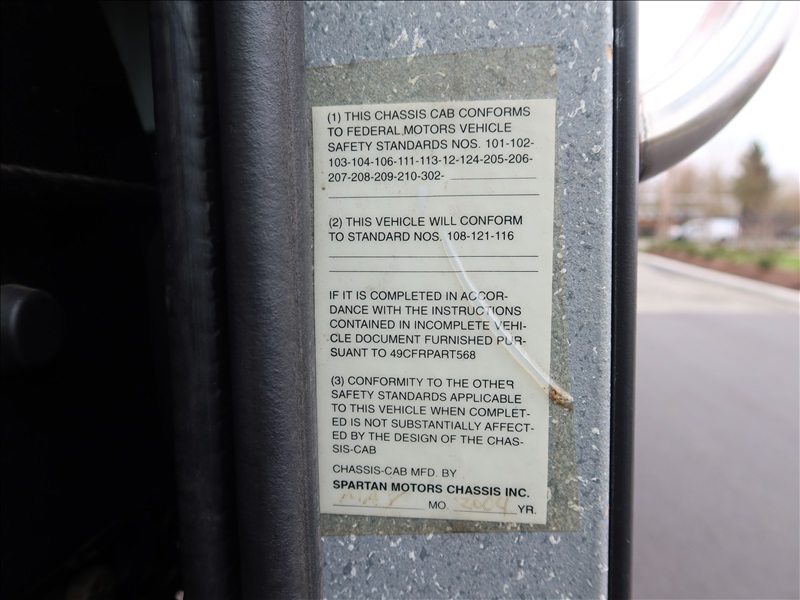 (1) THIS CHASSIS CAB CONFORMS
TO FEDERAL MOTORS VEHICLE
SAFETY STANDARDS NOS. 101-102-
103-104-106-111-113-12-124-205-206-
207-208-209-210-302-
(2) THIS VEHICLE WILL CONFORM
TO STANDARD NOS. 108-121-116
IF IT IS COMPLETED IN ACCOR-
DANCE WITH THE INSTRUCTIONS
CONTAINED IN INCOMPLETE VEHI-
CLE DOCUMENT FURNISHED PUR-
SUANT TO 49CFRPART568
(3) CONFORMITY TO THE OTHER
SAFETY STANDARDS APPLICABLE
TO THIS VEHICLE WHEN COMPLET-
ED IS NOT SUBSTANTIALLY AFFECT-
ED BY THE DESIGN OF THE CHAS-
SIS-CAB
CHASSIS-CAB MFD. BY
SPARTAN MOTORS CHASSIS INC.
MAY MO. 2004 YR.